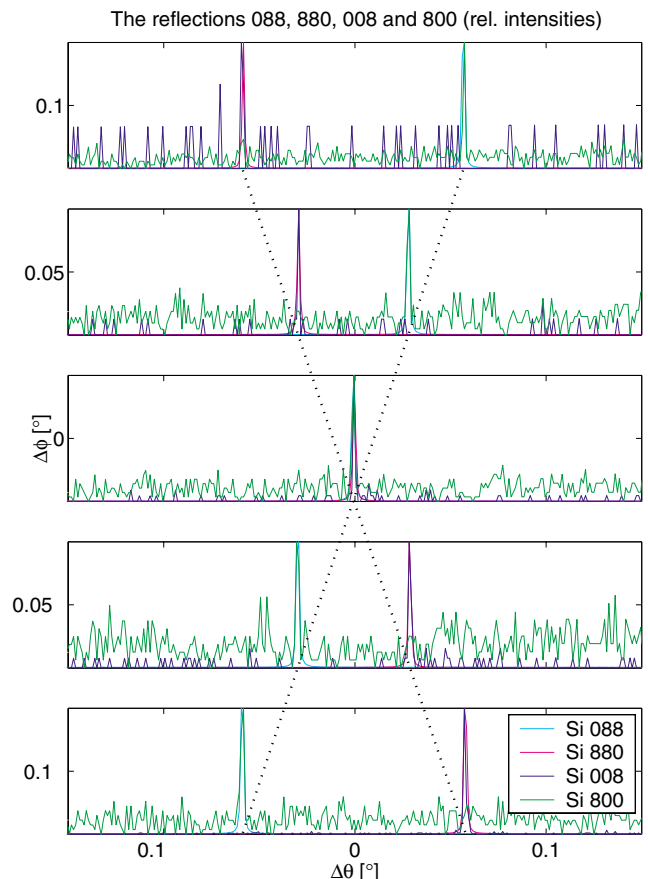 The reflections 088, 880, 008 and 800 (rel. intensities)
0.1
0.05
0
Δϕ [°]
0.05
0.1
Si 088
Si 880
Si 008
Si 800
0.1 0 0.1
Δθ [°]